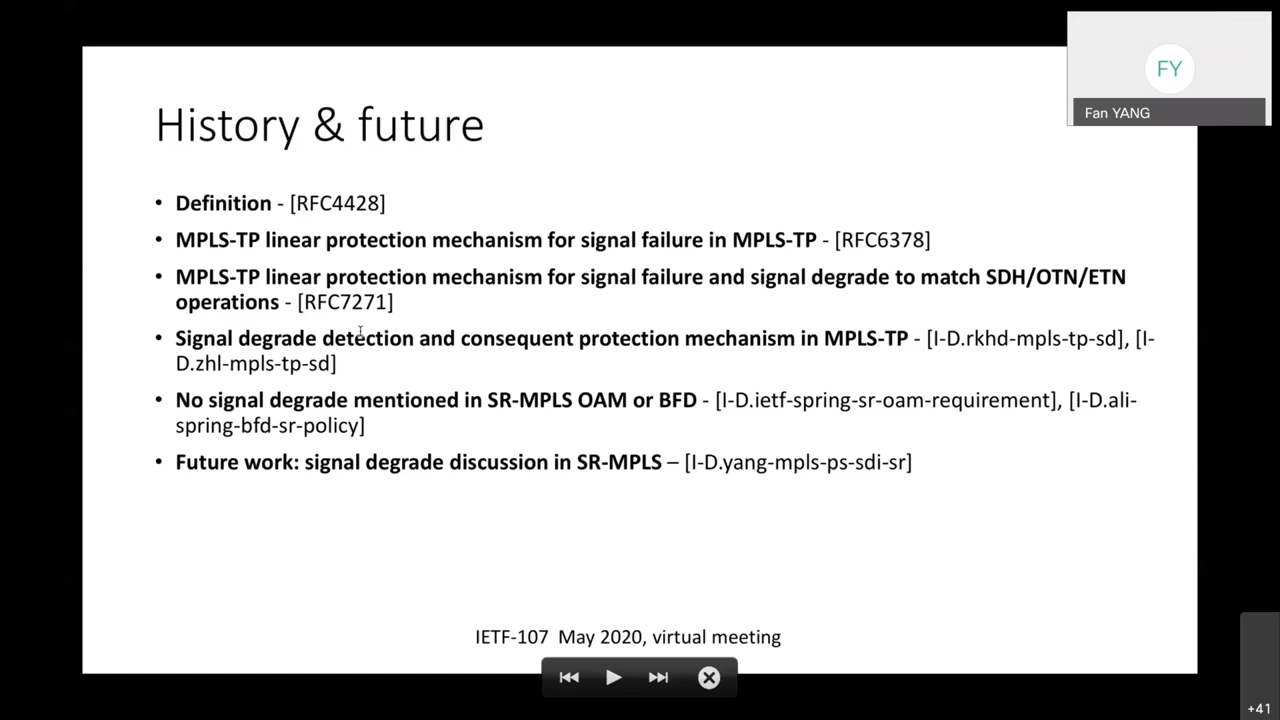 FY
Fan YANG
History & future
• Definition - [RFC4428]
• MPLS-TP linear protection mechanism for signal failure in MPLS-TP - [RFC6378]
• MPLS-TP linear protection mechanism for signal failure and signal degrade to match SDH/OTN/ETN
operations - [RFC7271]
• Signal degrade detection and consequent protection mechanism in MPLS-TP - [I-D.rkhd-mpls-tp-sd], [I-
D.zhl-mpls-tp-sd]
• No signal degrade mentioned in SR-MPLS OAM or BFD - [I-D.ietf-spring-sr-oam-requirement], [I-D.ali-
spring-bfd-sr-policy]
• Future work: signal degrade discussion in SR-MPLS – [I-D.yang-mpls-ps-sdi-sr]
IETF-107 May 2020, virtual meeting
+41